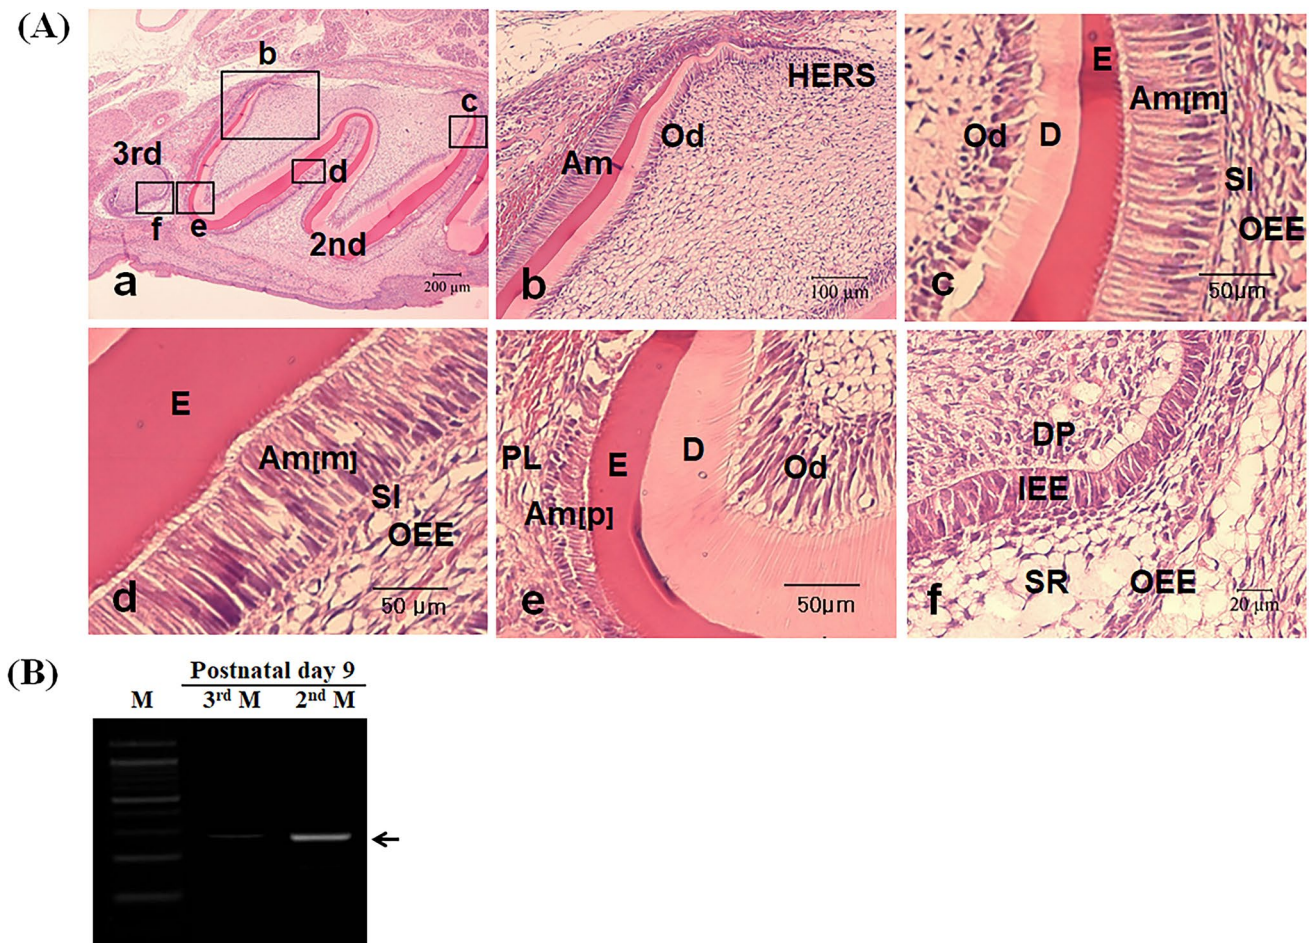 (A)
b
c
3rd
d
f
e
2nd
a
200 µm
HERS
Od
Am
b
100 µm
E
Am[m]
Od
D
SI
OEE
c
50µm
E
Am[m]
SI
OEE
d
50 µm
PL
E
D
Od
Am[p]
e
50µm
DP
IEE
SR
OEE
f
20 µm
(B)
Postnatal day 9
M
3rd M
2nd M